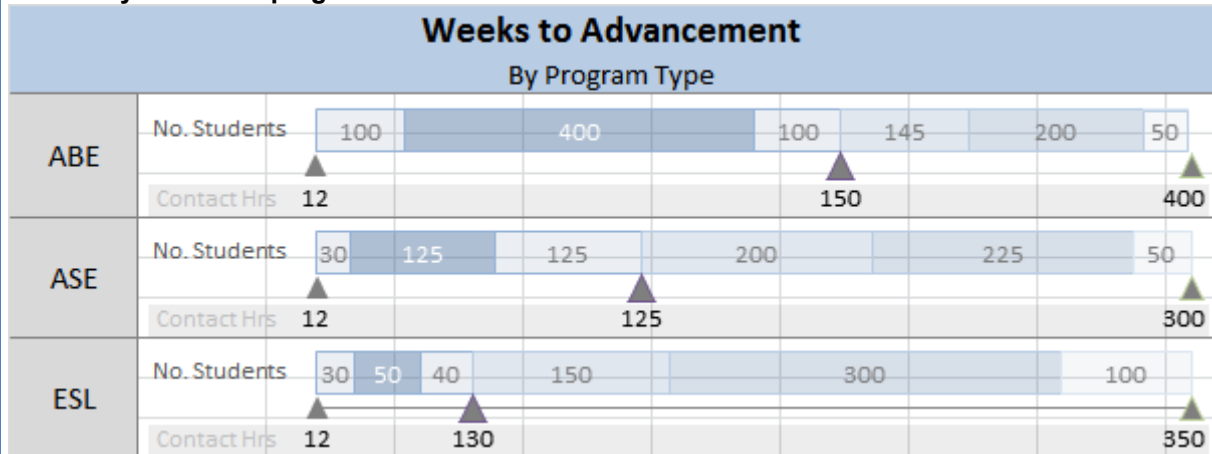 Weeks to Advancement
By Program Type
ABE
No. Students 100 400 100 145 200 50
Contact Hrs 12 150 400
ASE
No. Students 30 125 125 200 225 50
Contact Hrs 12 125 300
ESL
No. Students 30 50 40 150 300 100
Contact Hrs 12 130 350